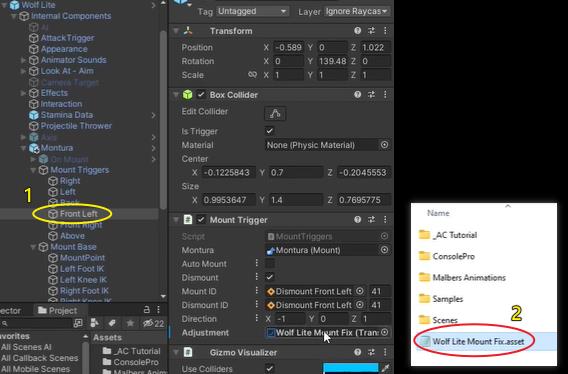 Wolf Lite
Internal Components
AI
AttackTrigger
Appearance
Animator Sounds
Look At - Aim
Camera Target
Effects
Interaction
Stamina Data
Projectile Thrower
Axis
Montura
On Mount
Mount Triggers
Right
Left
Back
Front Left
Front Right
Above
Mount Base
MountPoint
Left Foot IK
Left Knee IK
Right Foot IK
Right Knee IK
1
ector
Project
22
avorites
All Scenes AI
All Callback Scenes
All Mobile Scenes
Assets
_AC Tutorial
ConsolePro
Malbers Anima
Tag Untagged Layer Ignore Raycas
Transform
Position X -0.589 Y 0 Z 1.022
Rotation X 0 Y 139.48 Z 0
Scale X 1 Y 1 Z 1
Box Collider
Edit Collider
Is Trigger
Material None (Physic Material)
Center
X -0.1225843 Y 0.7 Z -0.2045553
Size
X 0.9953647 Y 1.4 Z 0.7695775
Mount Trigger
Script MountTriggers
Montura Montura (Mount)
Auto Mount
Dismount
Mount ID Dismount Front Left 41
Dismount ID Dismount Front Left 41
Direction X -1 Y 0 Z 1
Adjustment Wolf Lite Mount Fix (Tran
Gizmo Visualizer
Use Colliders
Name
_AC Tutorial
ConsolePro
Malbers Animations
Samples
Scenes
2
Wolf Lite Mount Fix.asset